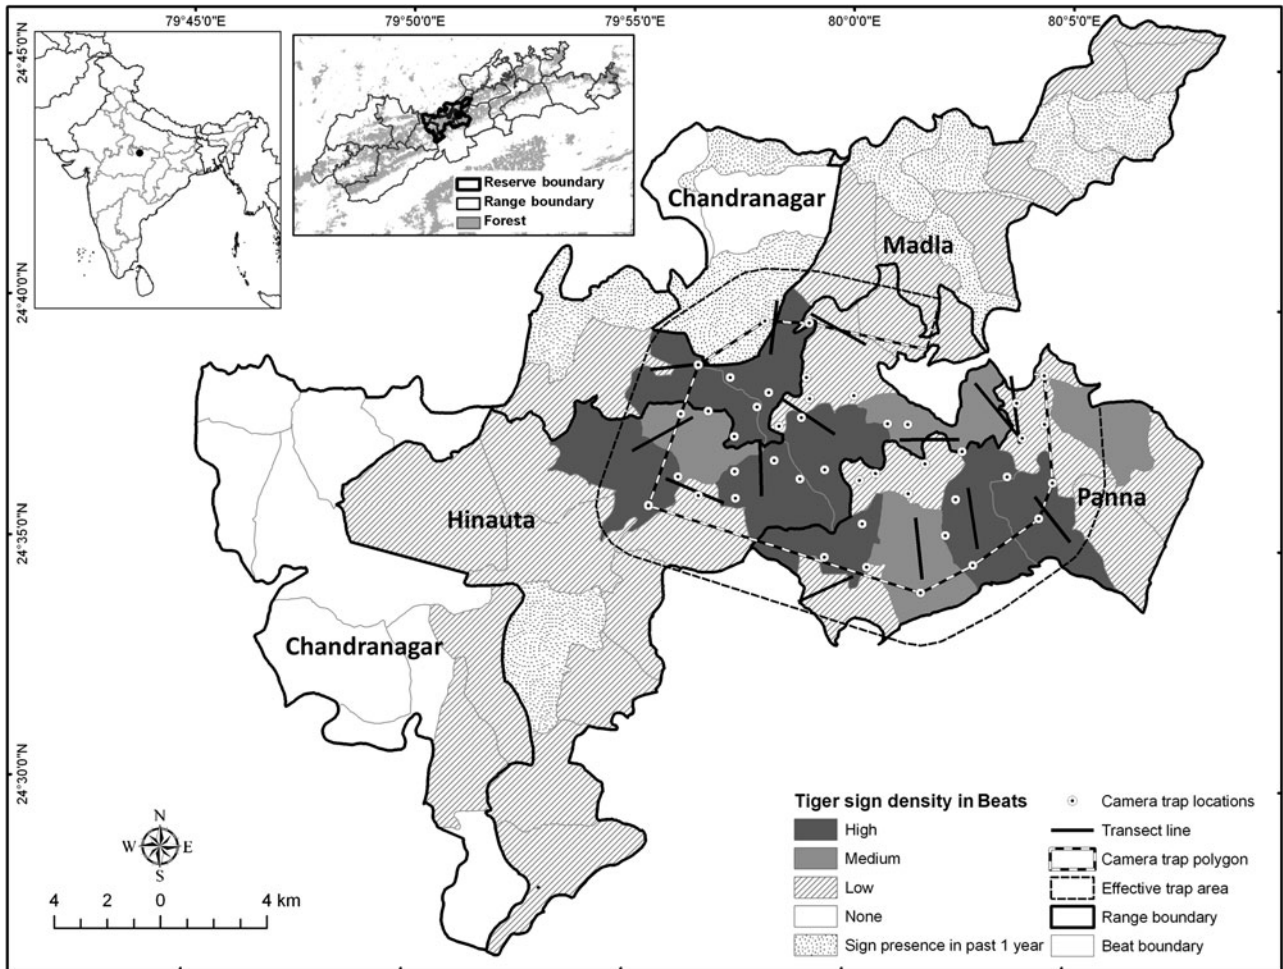 79°45'0"E 79°50'0"E 79°55'0"E 80°0'0"E 80°5'0"E
24°45'0"N
24°40'0"N
24°35'0"N
24°30'0"N
Reserve boundary
Range boundary
Forest
Chandranagar
Madla
Hinauta
Panna
Chandranagar
N
W E
S
4 2 0 4 km
Tiger sign density in Beats
High
Medium
Low
None
Sign presence in past 1 year
Camera trap locations
Transect line
Camera trap polygon
Effective trap area
Range boundary
Beat boundary